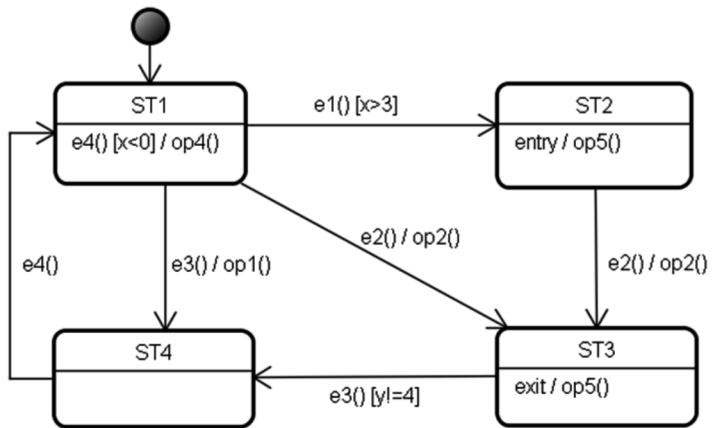 ST1
e4() [x<0] / op4()
e1() [x>3]
ST2
entry / op5()
e4()
e3() / op1()
e2() / op2()
e2() / op2()
ST4
ST3
exit / op5()
e3() [y!=4]